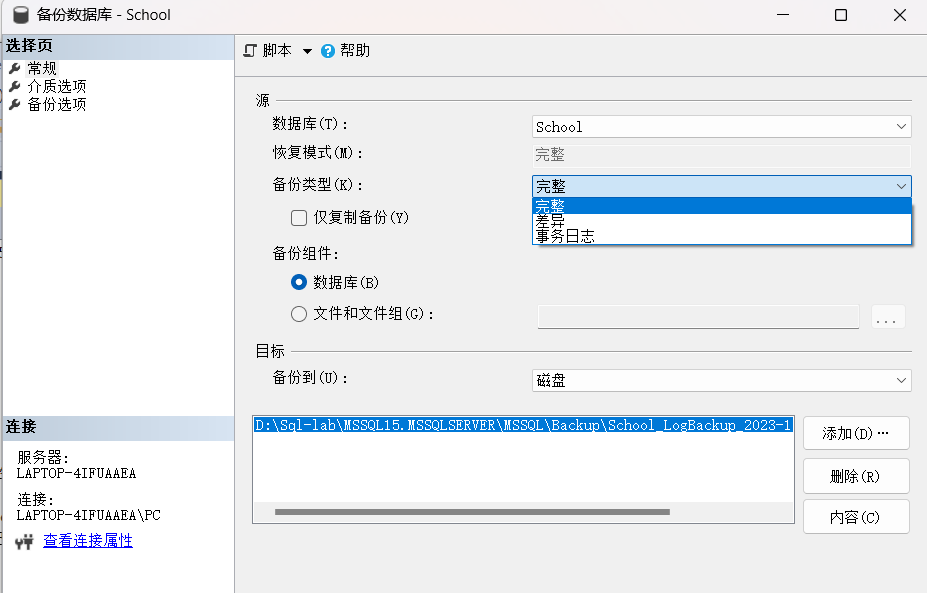 备份数据库 - School
选择页
常规
介质选项
备份选项
脚本 帮助
源
数据库(T):
School
恢复模式(M):
完整
备份类型(K):
完整
完整
差异
事务日志
仅复制备份(Y)
备份组件:
数据库(B)
文件和文件组(G):
...
目标
备份到(U):
磁盘
D:\Sql-lab\MSSQL15.MSSQLSERVER\MSSQL\Backup\School_LogBackup_2023-1
添加(D)…
删除(R)
内容(C)
连接
服务器:
LAPTOP-4IFUAAEA
连接:
LAPTOP-4IFUAAEA\PC
查看连接属性